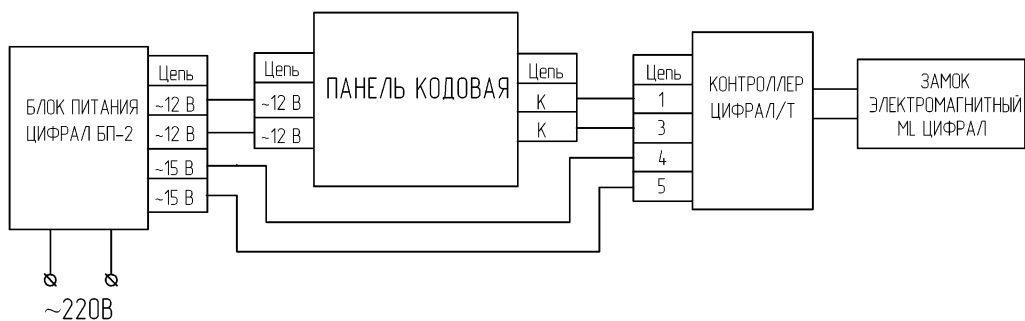 БЛОК ПИТАНИЯ
ЦИФРАЛ БП-2
Цепь
~12 В
~12 В
~15 В
~15 В
~220В
Цепь
~12 В
~12 В
ПАНЕЛЬ КОДОВАЯ
Цепь
К
К
Цепь
1
3
4
5
КОНТРОЛЛЕР
ЦИФРАЛ/Т
ЗАМОК
ЭЛЕКТРОМАГНИТНЫЙ
ML ЦИФРАЛ